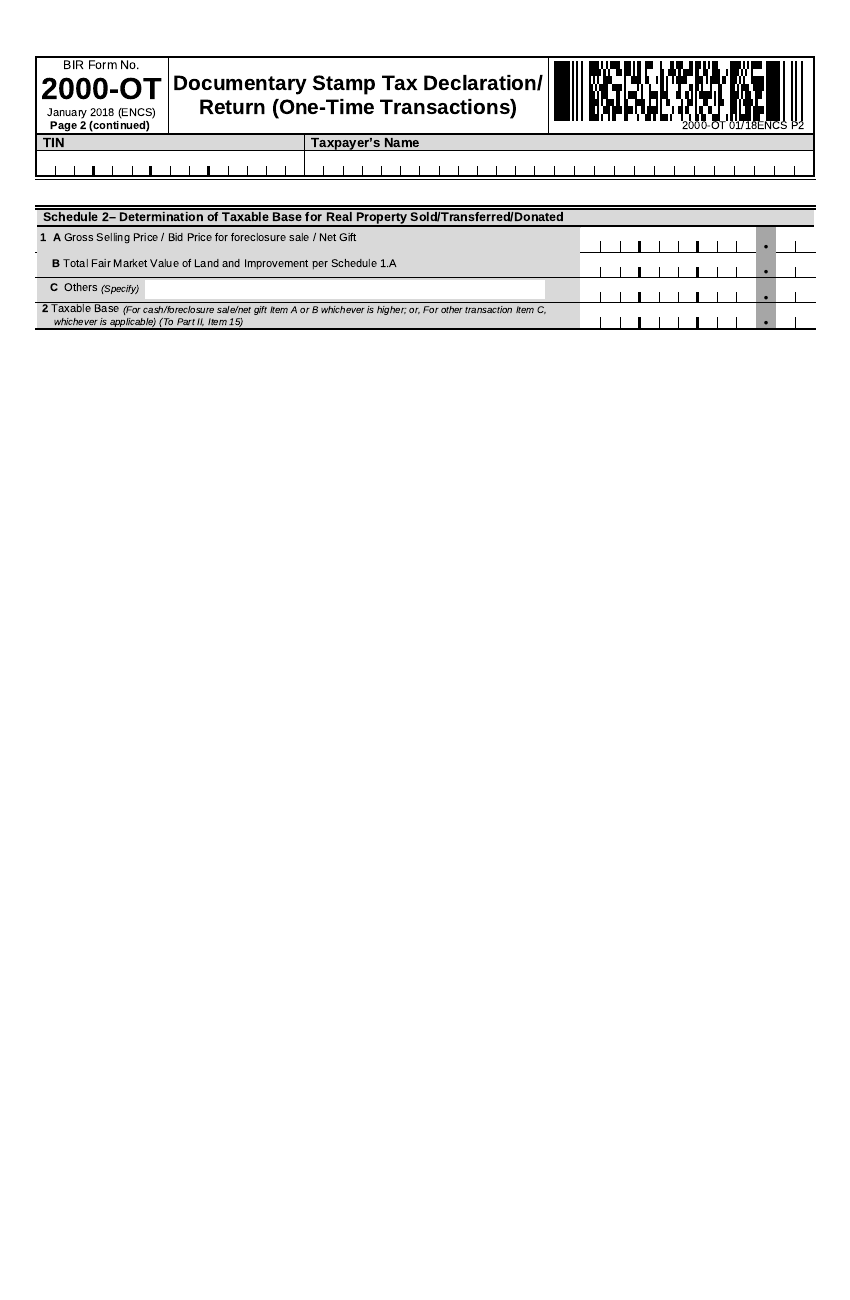 BIR Form No.
2000-OT
January 2018 (ENCS)
Page 2 (continued)
Documentary Stamp Tax Declaration/
Return (One-Time Transactions)
2000-OT 01/18ENCS P2
TIN
Taxpayer's Name
Schedule 2– Determination of Taxable Base for Real Property Sold/Transferred/Donated
1 A Gross Selling Price / Bid Price for foreclosure sale / Net Gift
B Total Fair Market Value of Land and Improvement per Schedule 1.A
C Others (Specify)
2 Taxable Base (For cash/foreclosure sale/net gift Item A or B whichever is higher; or, For other transaction Item C,
whichever is applicable) (To Part II, Item 15)